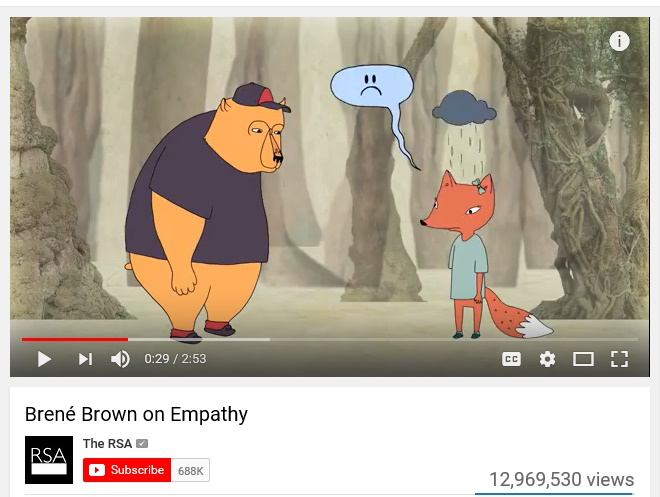 i
0:29 / 2:53
CC
Brené Brown on Empathy
RSA
The RSA
Subscribe 688K
12,969,530 views